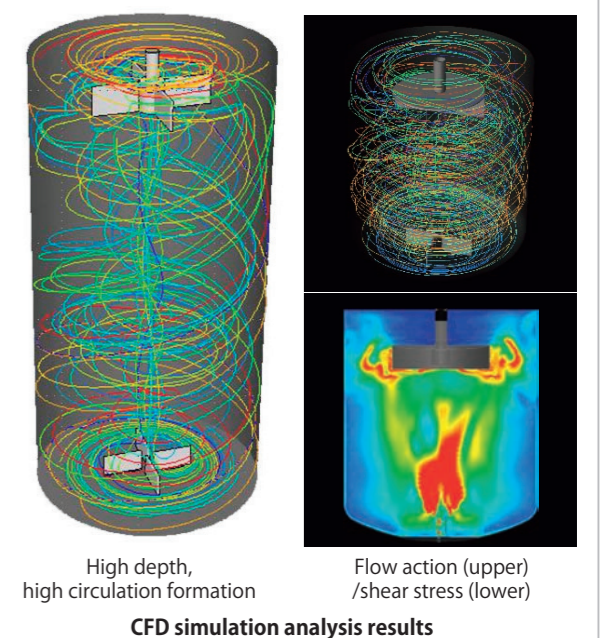 High depth,
high circulation formation
Flow action (upper)
/shear stress (lower)
CFD simulation analysis results